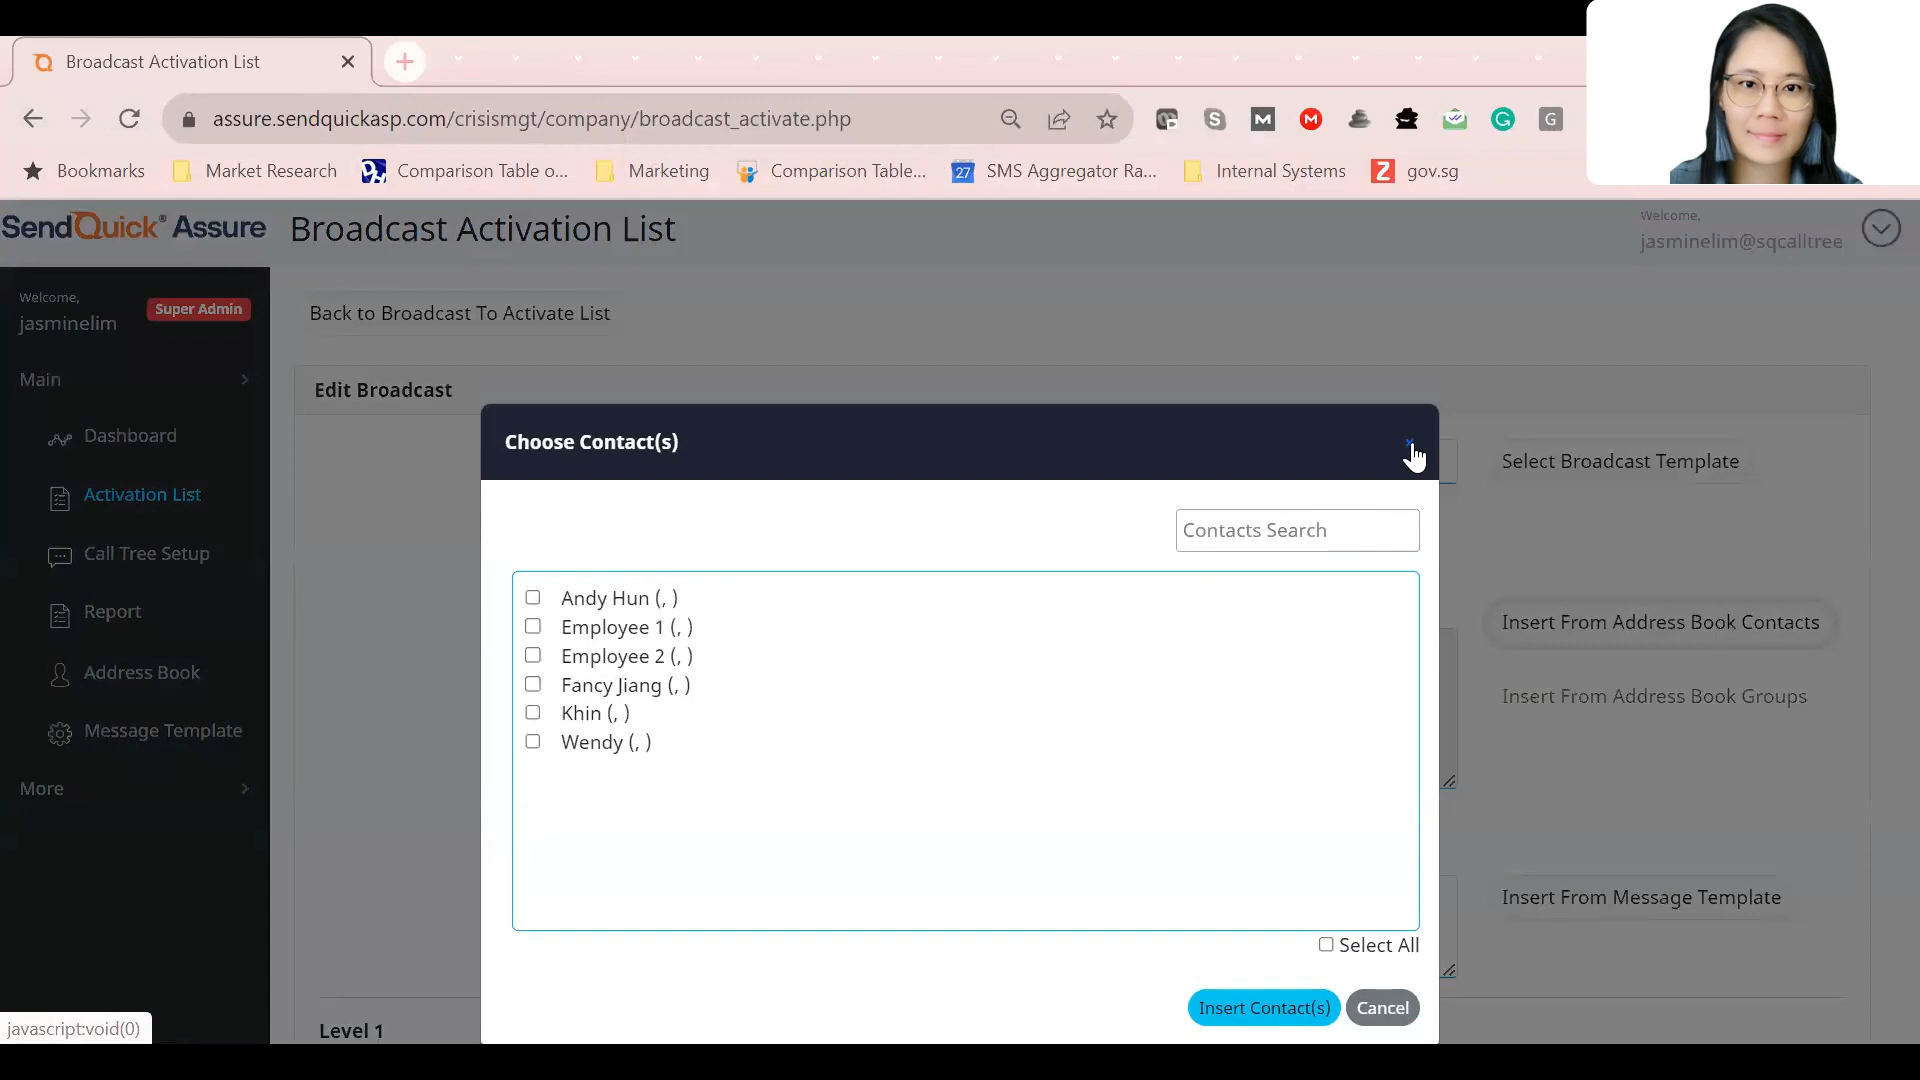 Broadcast Activation List
assure.sendquickasp.com/crisismgt/company/broadcast_activate.php
Bookmarks
Market Research
Comparison Table o...
Marketing
Comparison Table...
27
SMS Aggregator Ra...
Internal Systems
Z
gov.sg
SendQuick® Assure
Broadcast Activation List
Welcome,
jasminelim@sqcalltree
Welcome,
jasminelim
Super Admin
Main
Dashboard
Activation List
Call Tree Setup
Report
Address Book
Message Template
More
Back to Broadcast To Activate List
Edit Broadcast
Select Broadcast Template
Insert From Address Book Contacts
Insert From Address Book Groups
Insert From Message Template
Level 1
Choose Contact(s)
×
Contacts Search
Andy Hun (, )
Employee 1 (, )
Employee 2 (, )
Fancy Jiang (, )
Khin (, )
Wendy (, )
Select All
Insert Contact(s)
Cancel
javascript:void(0)